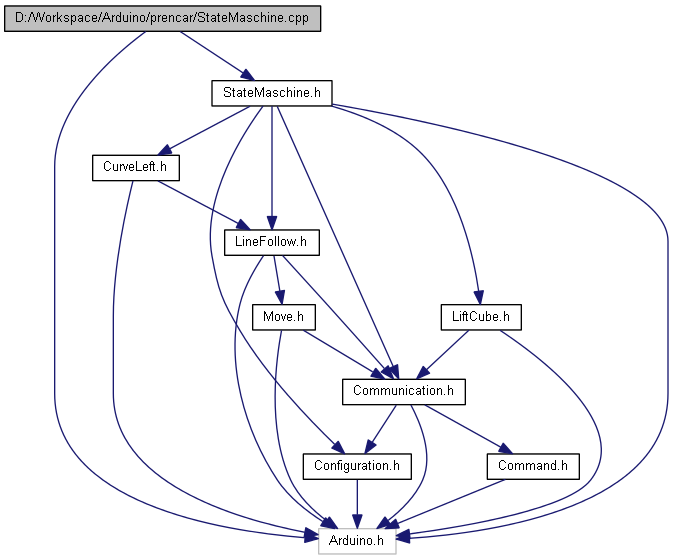 D:/Workspace/Arduino/prencar/StateMaschine.cpp
StateMaschine.h
CurveLeft.h
LineFollow.h
Move.h
LiftCube.h
Communication.h
Configuration.h
Command.h
Arduino.h